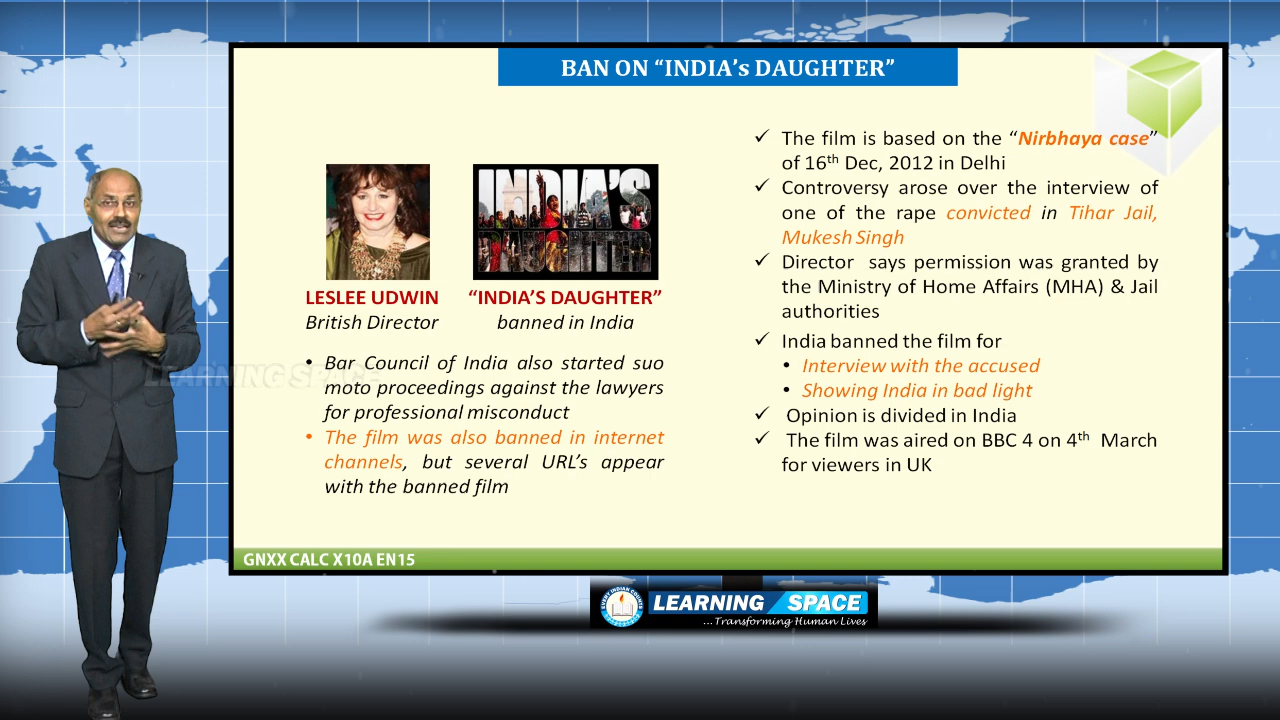 BAN ON “INDIA’s DAUGHTER”
INDIA'S
DAUGHTER
LESLEE UDWIN
British Director
“INDIA’S DAUGHTER”
banned in India
• Bar Council of India also started suo
moto proceedings against the lawyers
for professional misconduct
• The film was also banned in internet
channels, but several URL’s appear
with the banned film
✓ The film is based on the “Nirbhaya case”
of 16th Dec, 2012 in Delhi
✓ Controversy arose over the interview of
one of the rape convicted in Tihar Jail,
Mukesh Singh
✓ Director says permission was granted by
the Ministry of Home Affairs (MHA) & Jail
authorities
✓ India banned the film for
• Interview with the accused
• Showing India in bad light
✓ Opinion is divided in India
✓ The film was aired on BBC 4 on 4th March
for viewers in UK
LEARNING SPACE
GNXX CALC X10A EN15
LEARNING SPACE
...Transforming Human Lives